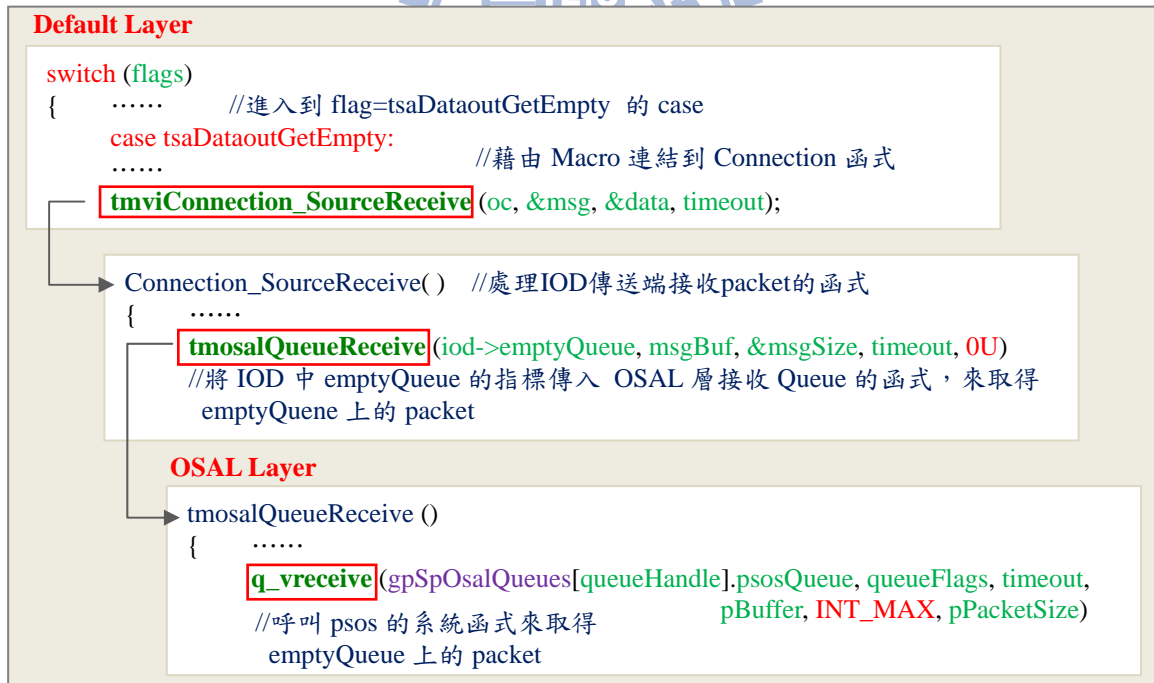 Default Layer
switch (flags)
{ …… //進入到 flag=tsaDataoutGetEmpty 的 case
case tsaDataoutGetEmpty:
…… //藉由 Macro 連結到 Connection 函式
tmviConnection_SourceReceive (oc, &msg, &data, timeout);
Connection_SourceReceive( ) //處理IOD傳送端接收packet的函式
{ ……
tmosalQueueReceive (iod->emptyQueue, msgBuf, &msgSize, timeout, 0U)
//將 IOD 中 emptyQueue 的指標傳入 OSAL 層接收 Queue 的函式，來取得
emptyQuene 上的 packet
OSAL Layer
tmosalQueueReceive ()
{ ……
q_vreceive (gpSpOsalQueues[queueHandle].psosQueue, queueFlags, timeout,
pBuffer, INT_MAX, pPacketSize)
//呼叫 psos 的系統函式來取得
emptyQueue 上的 packet